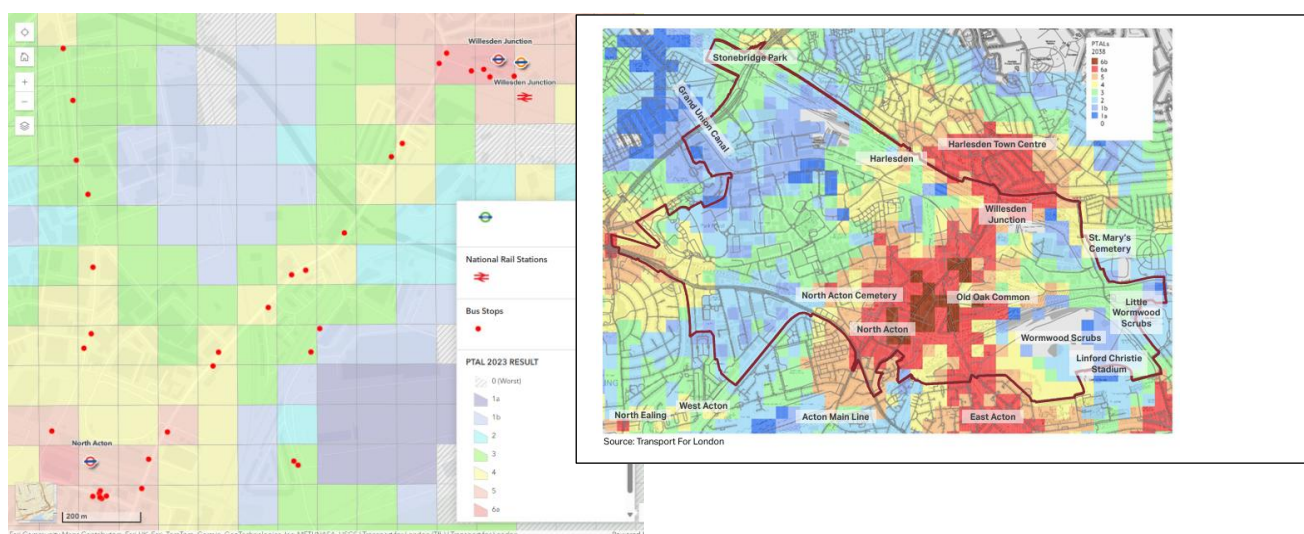 Willesden Junction
Willesden Junction
North Acton
200 m
National Rail Stations
Bus Stops
PTAL 2023 RESULT
0 (Worst)
1a
1b
2
3
4
5
6a
Stonebridge Park
Grand Union Canal
Harlesden Town Centre
Harlesden
Willesden
Junction
St. Mary's
Cemetery
North Acton Cemetery
Old Oak Common
Little
Wormwood
Scrubs
North Acton
Wormwood Scrubs
Linford Christie
Stadium
West Acton
North Ealing
Acton Main Line
East Acton
PTALs
2038
6b
6a
5
4
3
2
1b
1a
0
Source: Transport For London